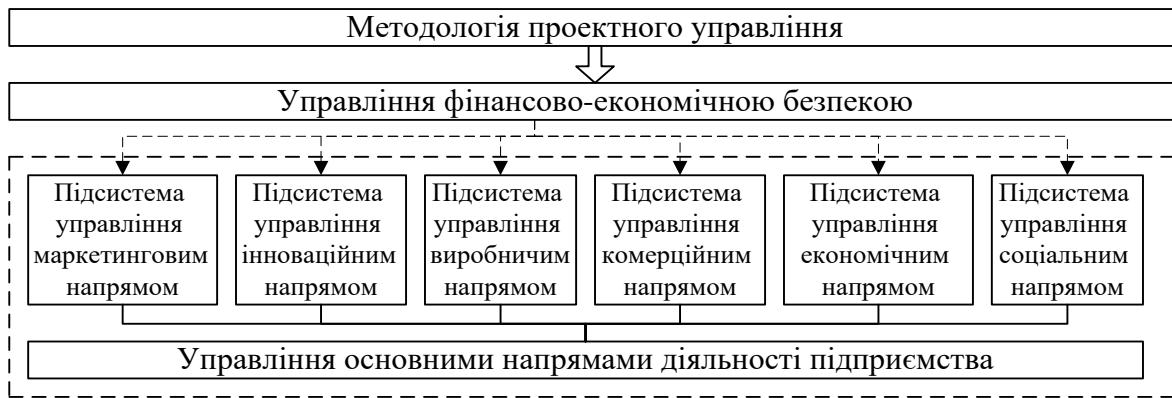 Методологія проектного управління
Управління фінансово-економічною безпекою
Підсистема
управління
маркетинговим
напрямом
Підсистема
управління
інноваційним
напрямом
Підсистема
управління
виробничим
напрямом
Підсистема
управління
комерційним
напрямом
Підсистема
управління
економічним
напрямом
Підсистема
управління
соціальним
напрямом
Управління основними напрямами діяльності підприємства